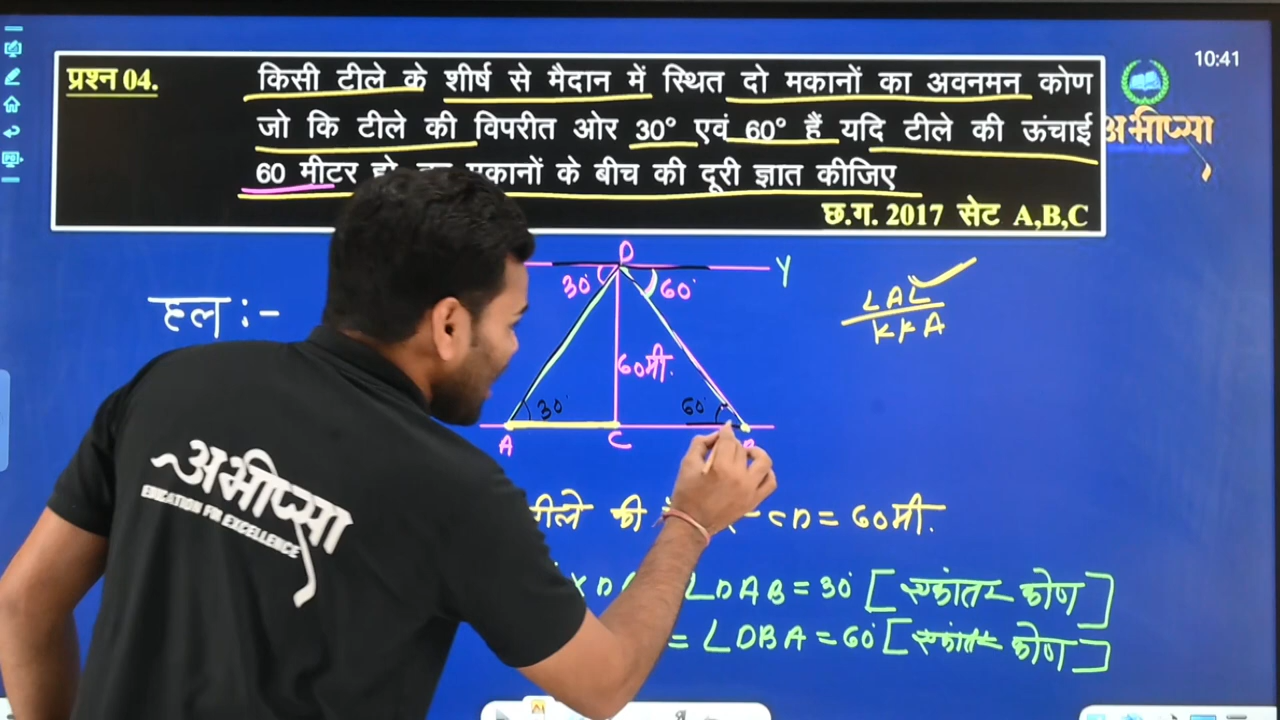 10:41
प्रश्न 04. किसी टीले के शीर्ष से मैदान में स्थित दो मकानों का अवनमन कोण
जो कि टीले की विपरीत ओर 30° एवं 60° हैं यदि टीले की ऊंचाई
60 मीटर मकानों के बीच की दूरी ज्ञात कीजिए
छ.ग. 2017 सेट A,B,C
अभीप्सा
D
Y
30°
60°
हल :-
LAL
KKA
60मी.
30°
60°
A
C
की CD = 60मी.
∠DAB = 30° [एकांतर कोण]
= ∠DBA = 60° [एकांतर कोण]
अभीप्सा
EDUCATION FOR EXCELLENCE